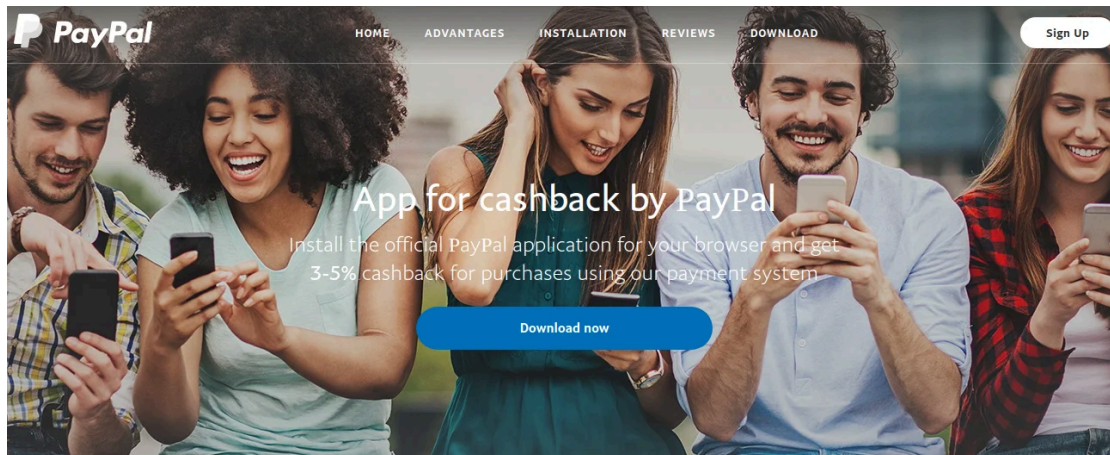 PayPal
HOME ADVANTAGES INSTALLATION REVIEWS DOWNLOAD
Sign Up
App for cashback by PayPal
Install the official PayPal application for your browser and get
3-5% cashback for purchases using our payment system
Download now